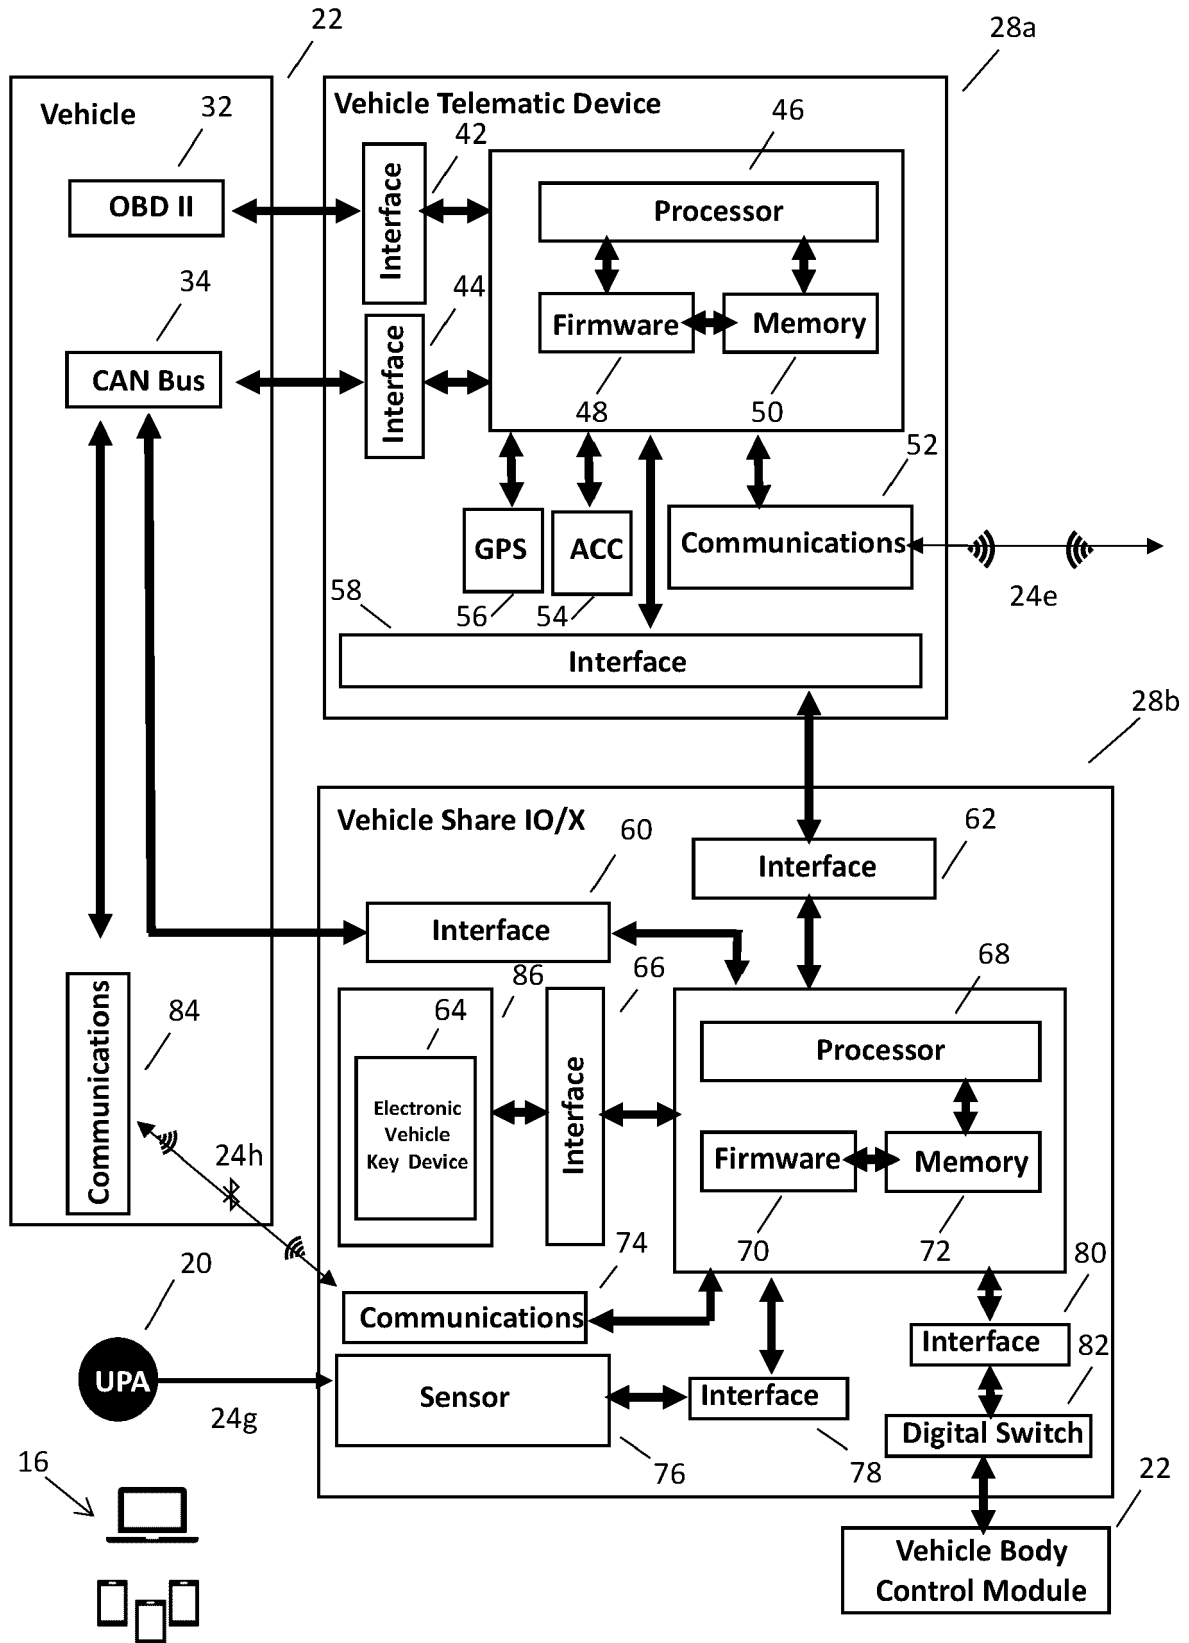 22
28a
Vehicle
32
Vehicle Telematic Device
46
42
OBD II
Interface
Processor
34
44
Firmware
Memory
CAN Bus
Interface
48
50
52
GPS
ACC
Communications
58
56
54
24e
Interface
28b
Vehicle Share IO/X
60
62
Interface
Interface
86
66
68
84
64
Communications
Interface
Processor
Electronic
Vehicle
Key Device
24h
Firmware
Memory
74
70
72
80
20
Communications
Interface
82
UPA
Sensor
Interface
24g
Digital Switch
16
76
78
22
Vehicle Body
Control Module